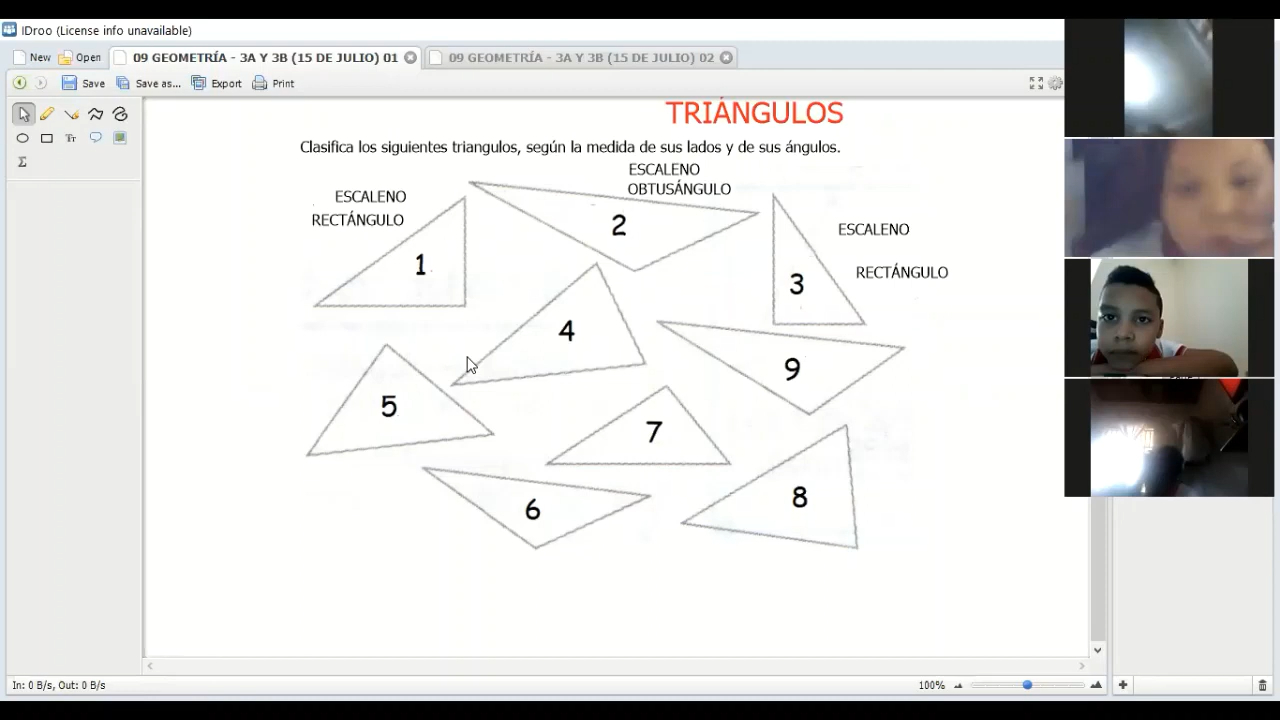 IDroo (License info unavailable)
New Open 09 GEOMETRÍA - 3A Y 3B (15 DE JULIO) 01 09 GEOMETRÍA - 3A Y 3B (15 DE JULIO) 02
Save Save as... Export Print
TRIÁNGULOS
Clasifica los siguientes triangulos, según la medida de sus lados y de sus ángulos.
ESCALENO
OBTUSÁNGULO
ESCALENO
RECTÁNGULO
ESCALENO
RECTÁNGULO
1
2
3
4
9
5
7
6
8
In: 0 B/s, Out: 0 B/s
100%